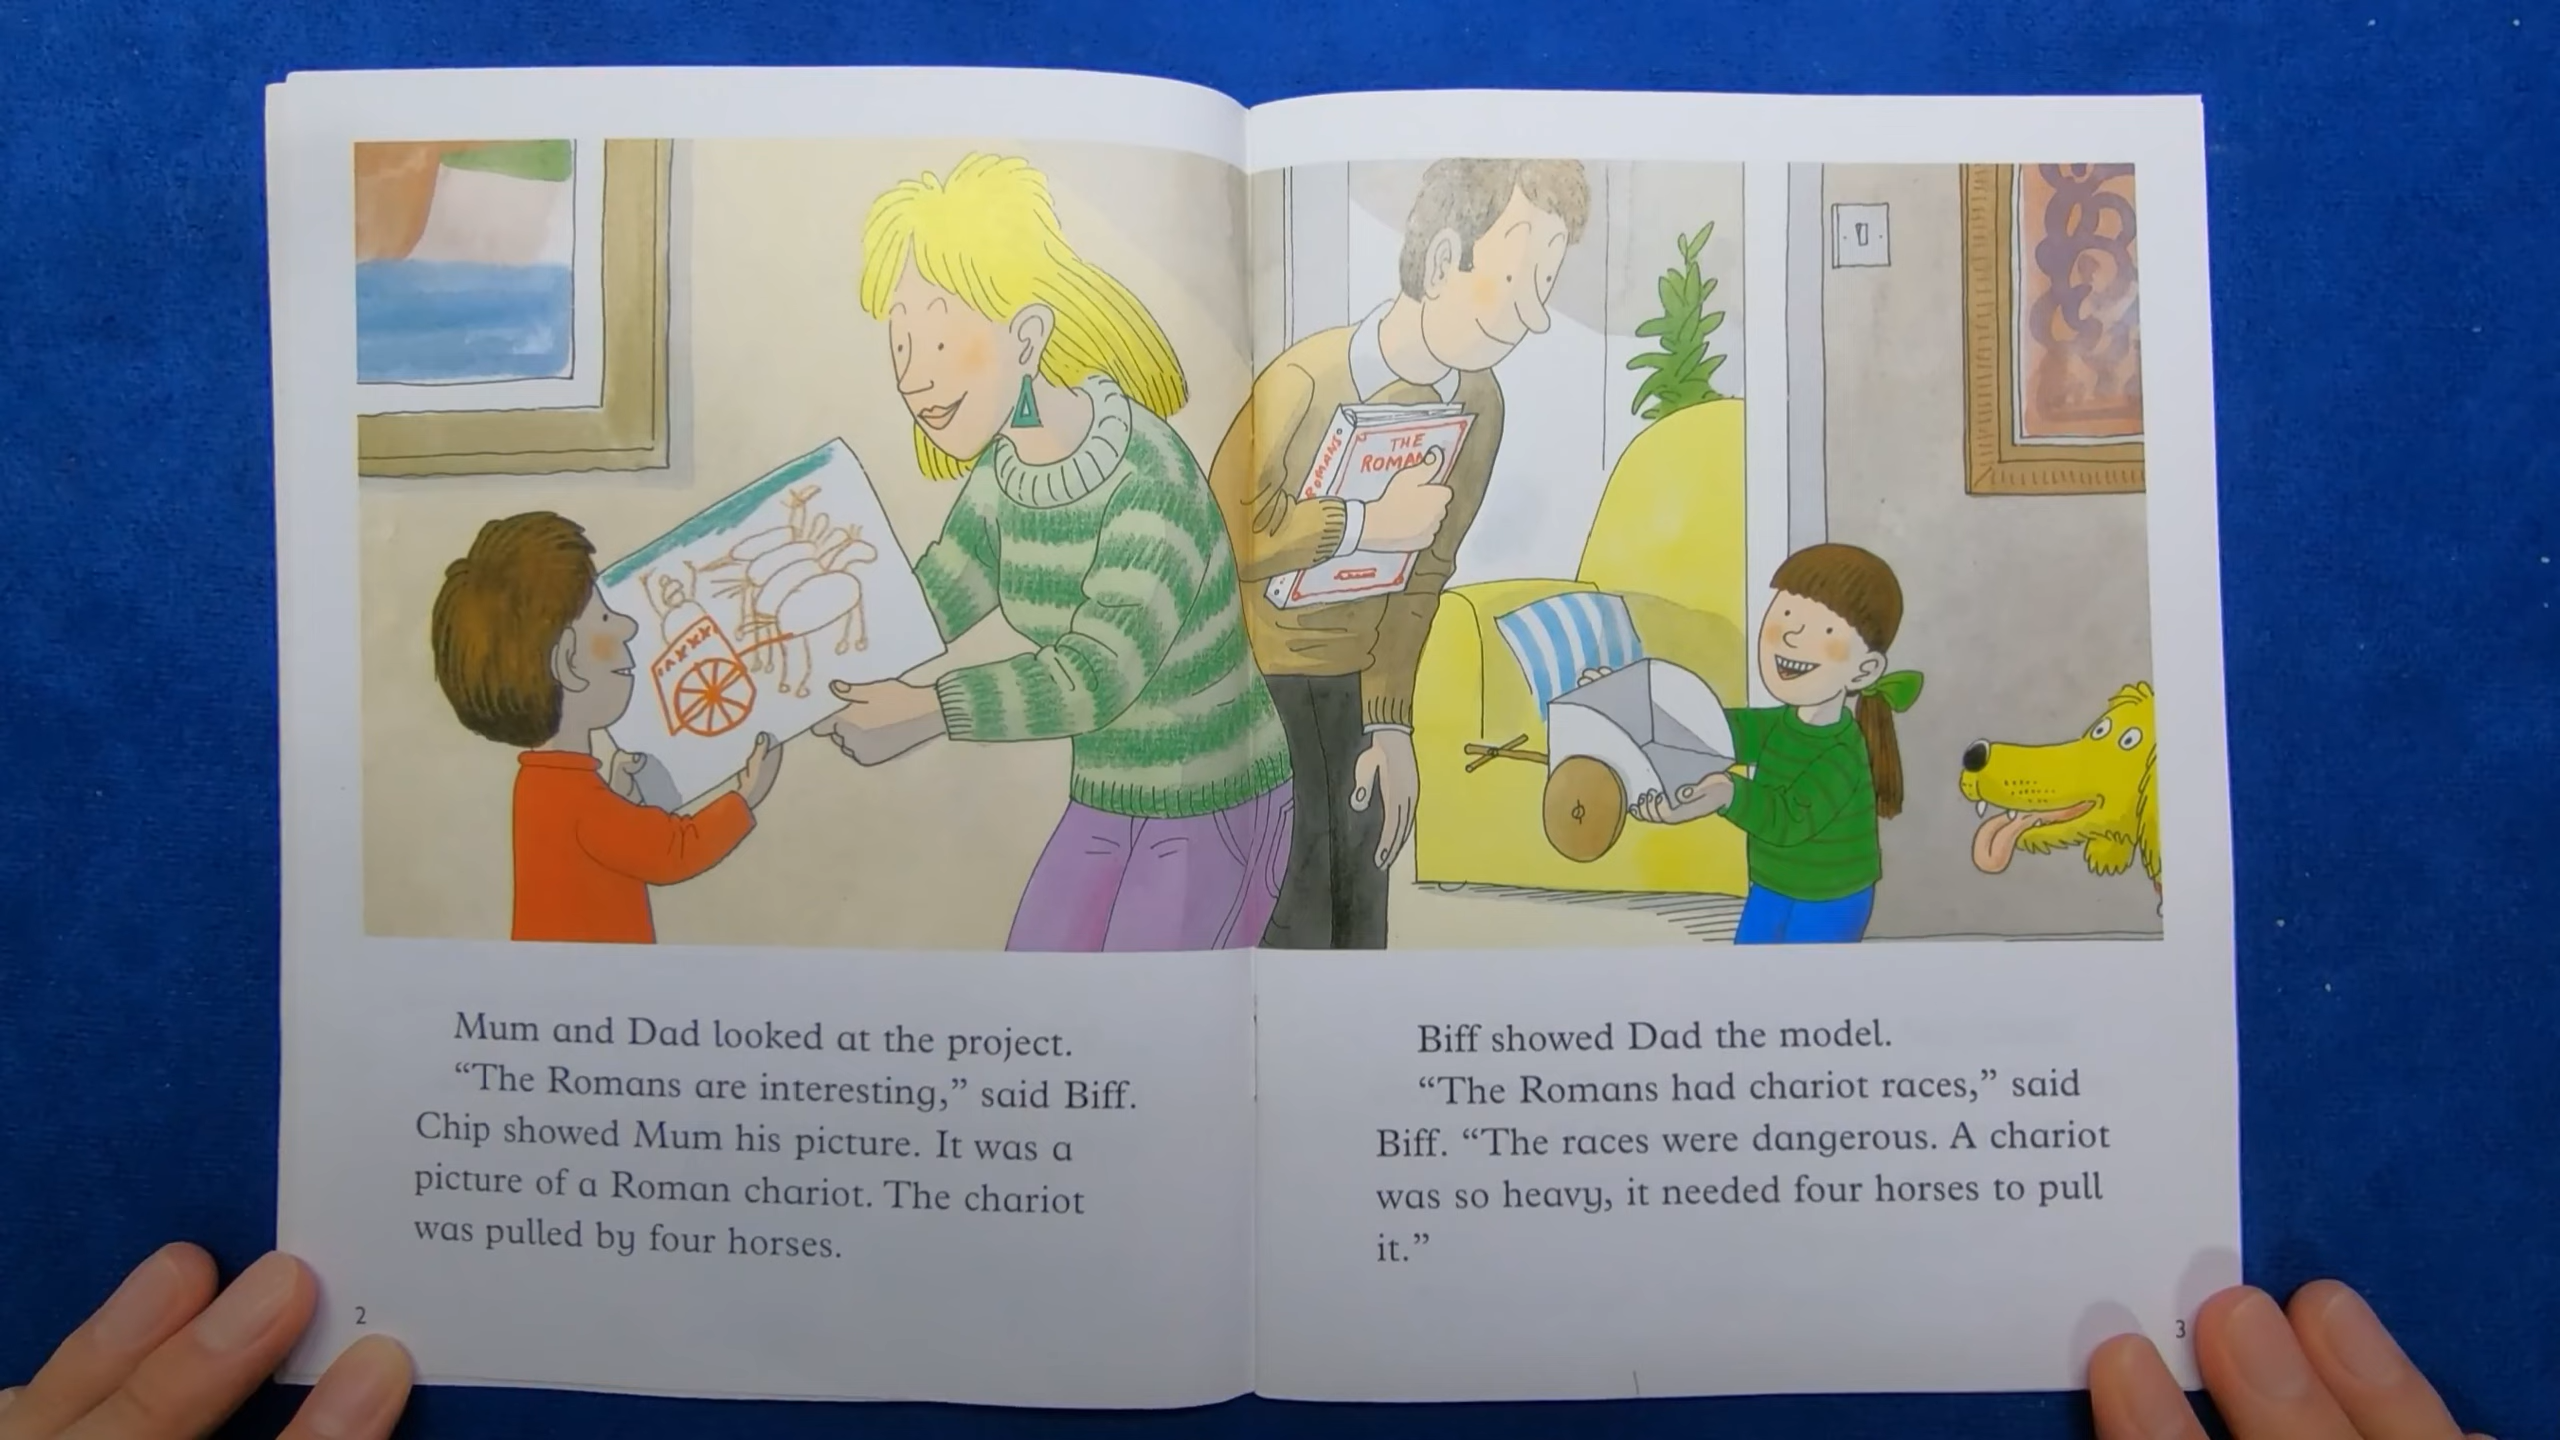 ROMANS
THE
ROMAN
Mum and Dad looked at the project.
“The Romans are interesting,” said Biff.
Chip showed Mum his picture. It was a
picture of a Roman chariot. The chariot
was pulled by four horses.
2
Biff showed Dad the model.
“The Romans had chariot races,” said
Biff. “The races were dangerous. A chariot
was so heavy, it needed four horses to pull
it.”
3